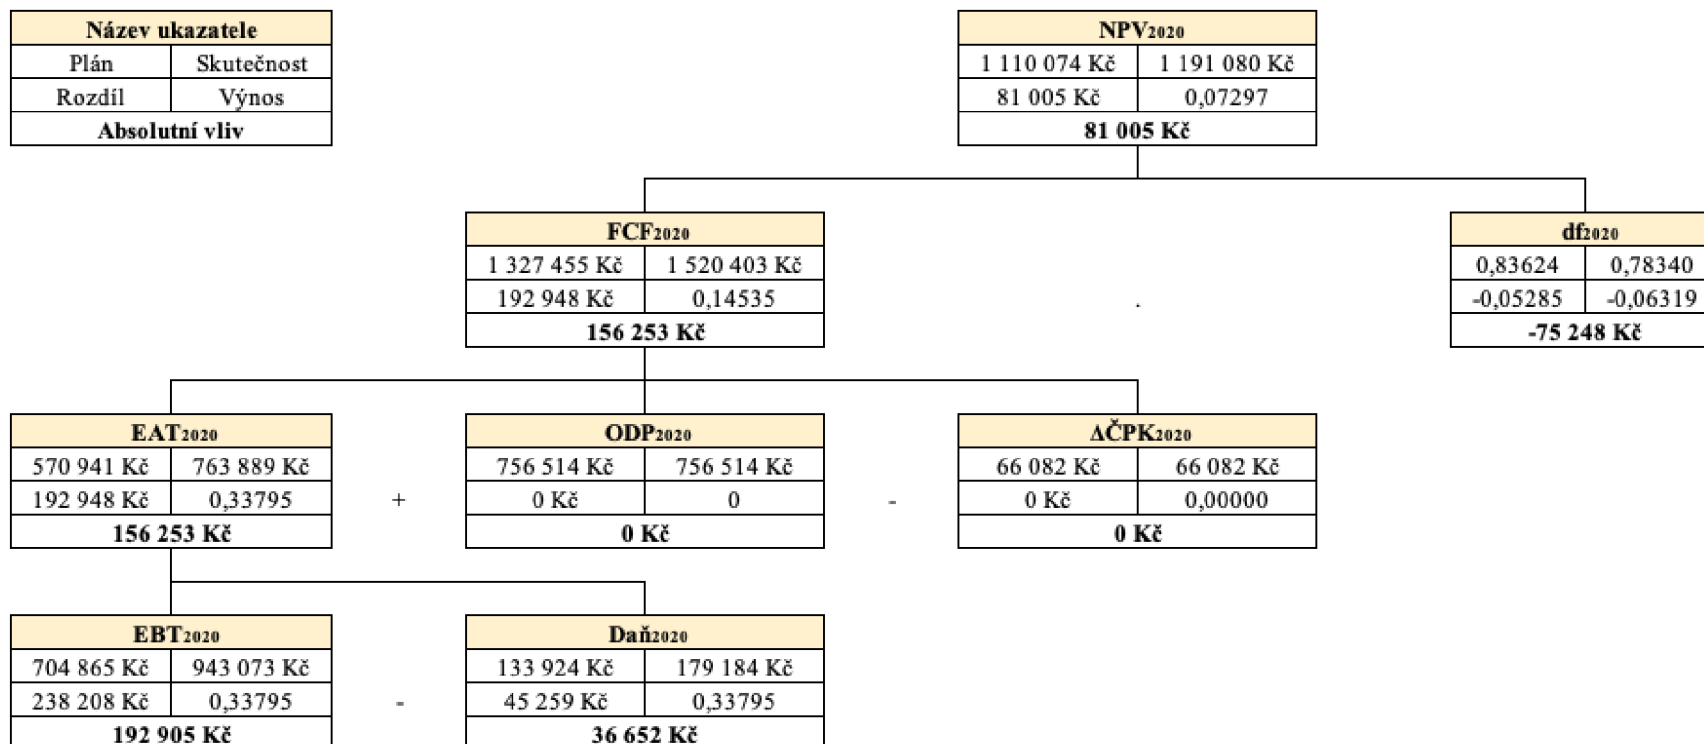 Název ukazatele
Plán Skutečnost
Rozdíl Výnos
Absolutní vliv
NPV2020
1 110 074 Kč 1 191 080 Kč
81 005 Kč 0,07297
81 005 Kč
FCF2020
1 327 455 Kč 1 520 403 Kč
192 948 Kč 0,14535
156 253 Kč
.
df2020
0,83624 0,78340
-0,05285 -0,06319
-75 248 Kč
EAT2020
570 941 Kč 763 889 Kč
192 948 Kč 0,33795
156 253 Kč
+
ODP2020
756 514 Kč 756 514 Kč
0 Kč 0
0 Kč
-
ΔČPK2020
66 082 Kč 66 082 Kč
0 Kč 0,00000
0 Kč
EBT2020
704 865 Kč 943 073 Kč
238 208 Kč 0,33795
192 905 Kč
-
Daň2020
133 924 Kč 179 184 Kč
45 259 Kč 0,33795
36 652 Kč